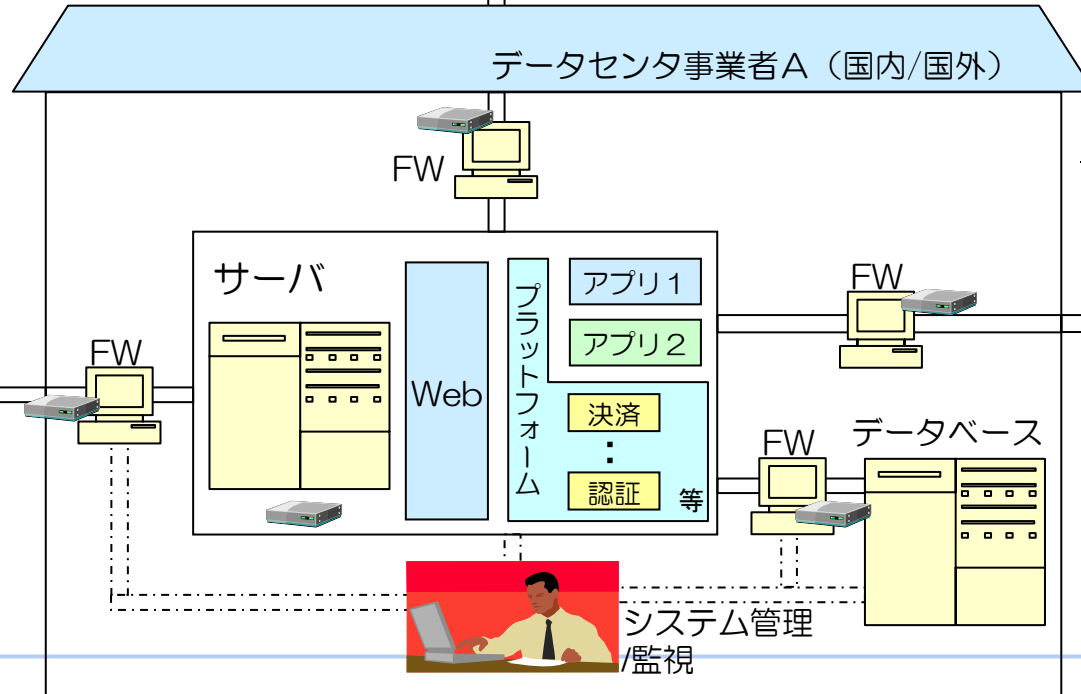 データセンタ事業者A（国内/国外）
FW
サーバ
Web
プラットフォーム
アプリ1
アプリ2
決済
：
認証
等
FW
FW
FW
データベース
システム管理
/監視